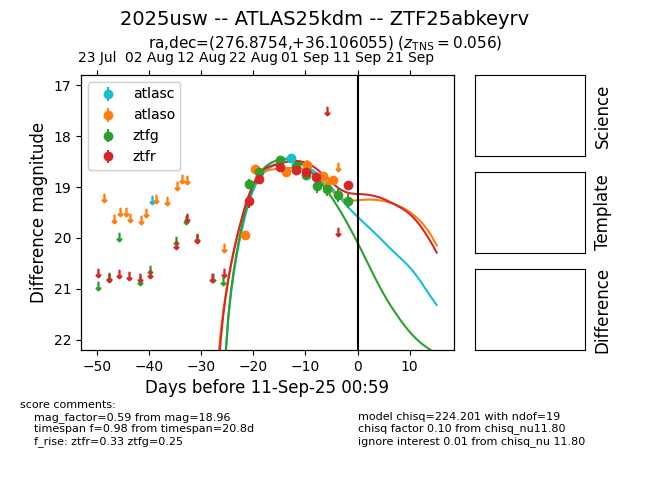 2025usw -- ATLAS25kdm -- ZTF25abkeyrv
ra,dec=(276.8754,+36.106055) (zTNS = 0.056)
23 Jul 02 Aug 12 Aug 22 Aug 01 Sep 11 Sep 21 Sep
atlasc
atlaso
ztfg
ztfr
17
18
19
20
21
22
Difference magnitude
−50 −40 −30 −20 −10 0 10
Days before 11-Sep-25 00:59
Science
Template
Difference
score comments:
mag_factor=0.59 from mag=18.96
timespan f=0.98 from timespan=20.8d
f_rise: ztfr=0.33 ztfg=0.25
model chisq=224.201 with ndof=19
chisq factor 0.10 from chisq_nu11.80
ignore interest 0.01 from chisq_nu 11.80